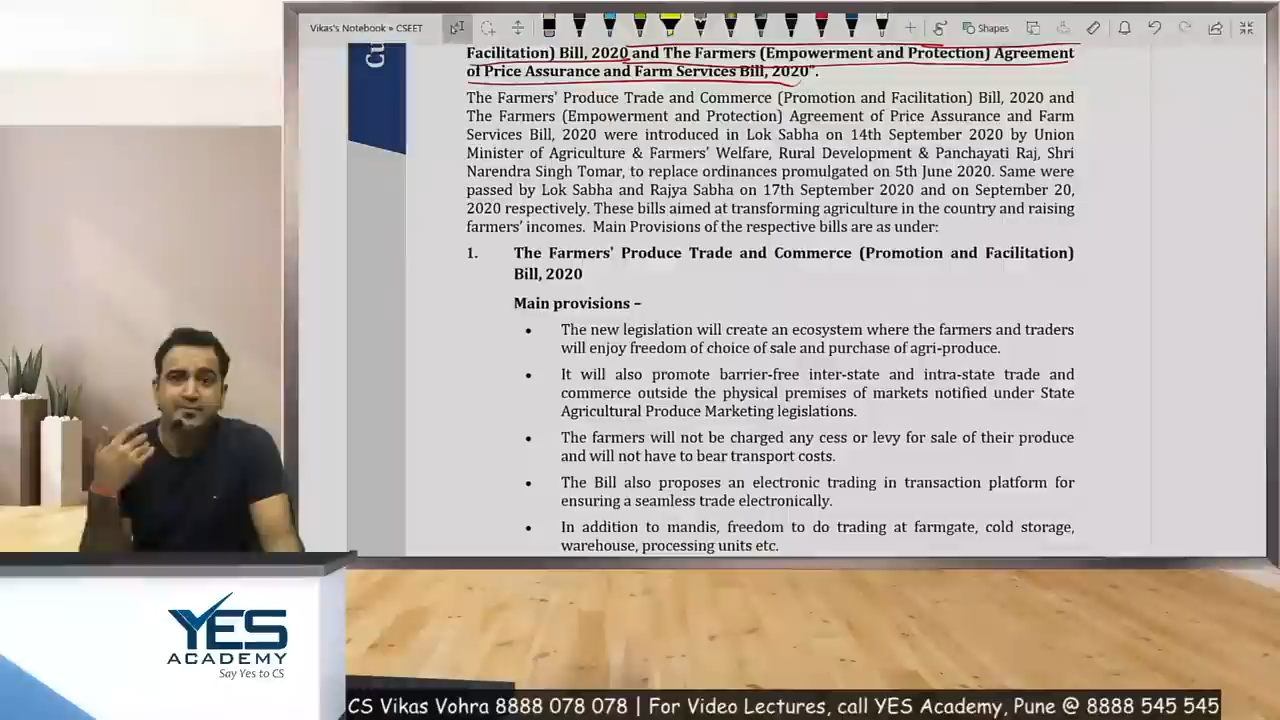 Vikas's Notebook » CSEET
Shapes
Cu
Facilitation) Bill, 2020 and The Farmers (Empowerment and Protection) Agreement
of Price Assurance and Farm Services Bill, 2020".
The Farmers' Produce Trade and Commerce (Promotion and Facilitation) Bill, 2020 and
The Farmers (Empowerment and Protection) Agreement of Price Assurance and Farm
Services Bill, 2020 were introduced in Lok Sabha on 14th September 2020 by Union
Minister of Agriculture & Farmers' Welfare, Rural Development & Panchayati Raj, Shri
Narendra Singh Tomar, to replace ordinances promulgated on 5th June 2020. Same were
passed by Lok Sabha and Rajya Sabha on 17th September 2020 and on September 20,
2020 respectively. These bills aimed at transforming agriculture in the country and raising
farmers' incomes. Main Provisions of the respective bills are as under:
1. The Farmers' Produce Trade and Commerce (Promotion and Facilitation)
Bill, 2020
Main provisions –
• The new legislation will create an ecosystem where the farmers and traders
will enjoy freedom of choice of sale and purchase of agri-produce.
• It will also promote barrier-free inter-state and intra-state trade and
commerce outside the physical premises of markets notified under State
Agricultural Produce Marketing legislations.
• The farmers will not be charged any cess or levy for sale of their produce
and will not have to bear transport costs.
• The Bill also proposes an electronic trading in transaction platform for
ensuring a seamless trade electronically.
• In addition to mandis, freedom to do trading at farmgate, cold storage,
warehouse, processing units etc.
YES
ACADEMY
Say Yes to CS
CS Vikas Vohra 8888 078 078 | For Video Lectures, call YES Academy, Pune @ 8888 545 545